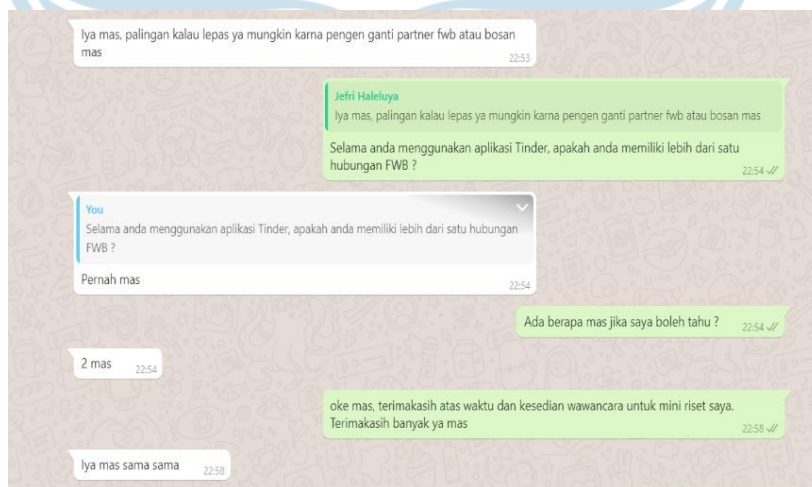 Iya mas, palingan kalau lepas ya mungkin karna pengen ganti partner fwb atau bosan
mas
22:53
Jefri Haleluya
Iya mas, palingan kalau lepas ya mungkin karna pengen ganti partner fwb atau bosan mas
Selama anda menggunakan aplikasi Tinder, apakah anda memiliki lebih dari satu
hubungan FWB ?
22:54
You
Selama anda menggunakan aplikasi Tinder, apakah anda memiliki lebih dari satu hubungan
FWB ?
Pernah mas
22:54
Ada berapa mas jika saya boleh tahu ? 22:54
2 mas 22:54
oke mas, terimakasih atas waktu dan kesedian wawancara untuk mini riset saya.
Terimakasih banyak ya mas
22:58
Iya mas sama sama 22:58